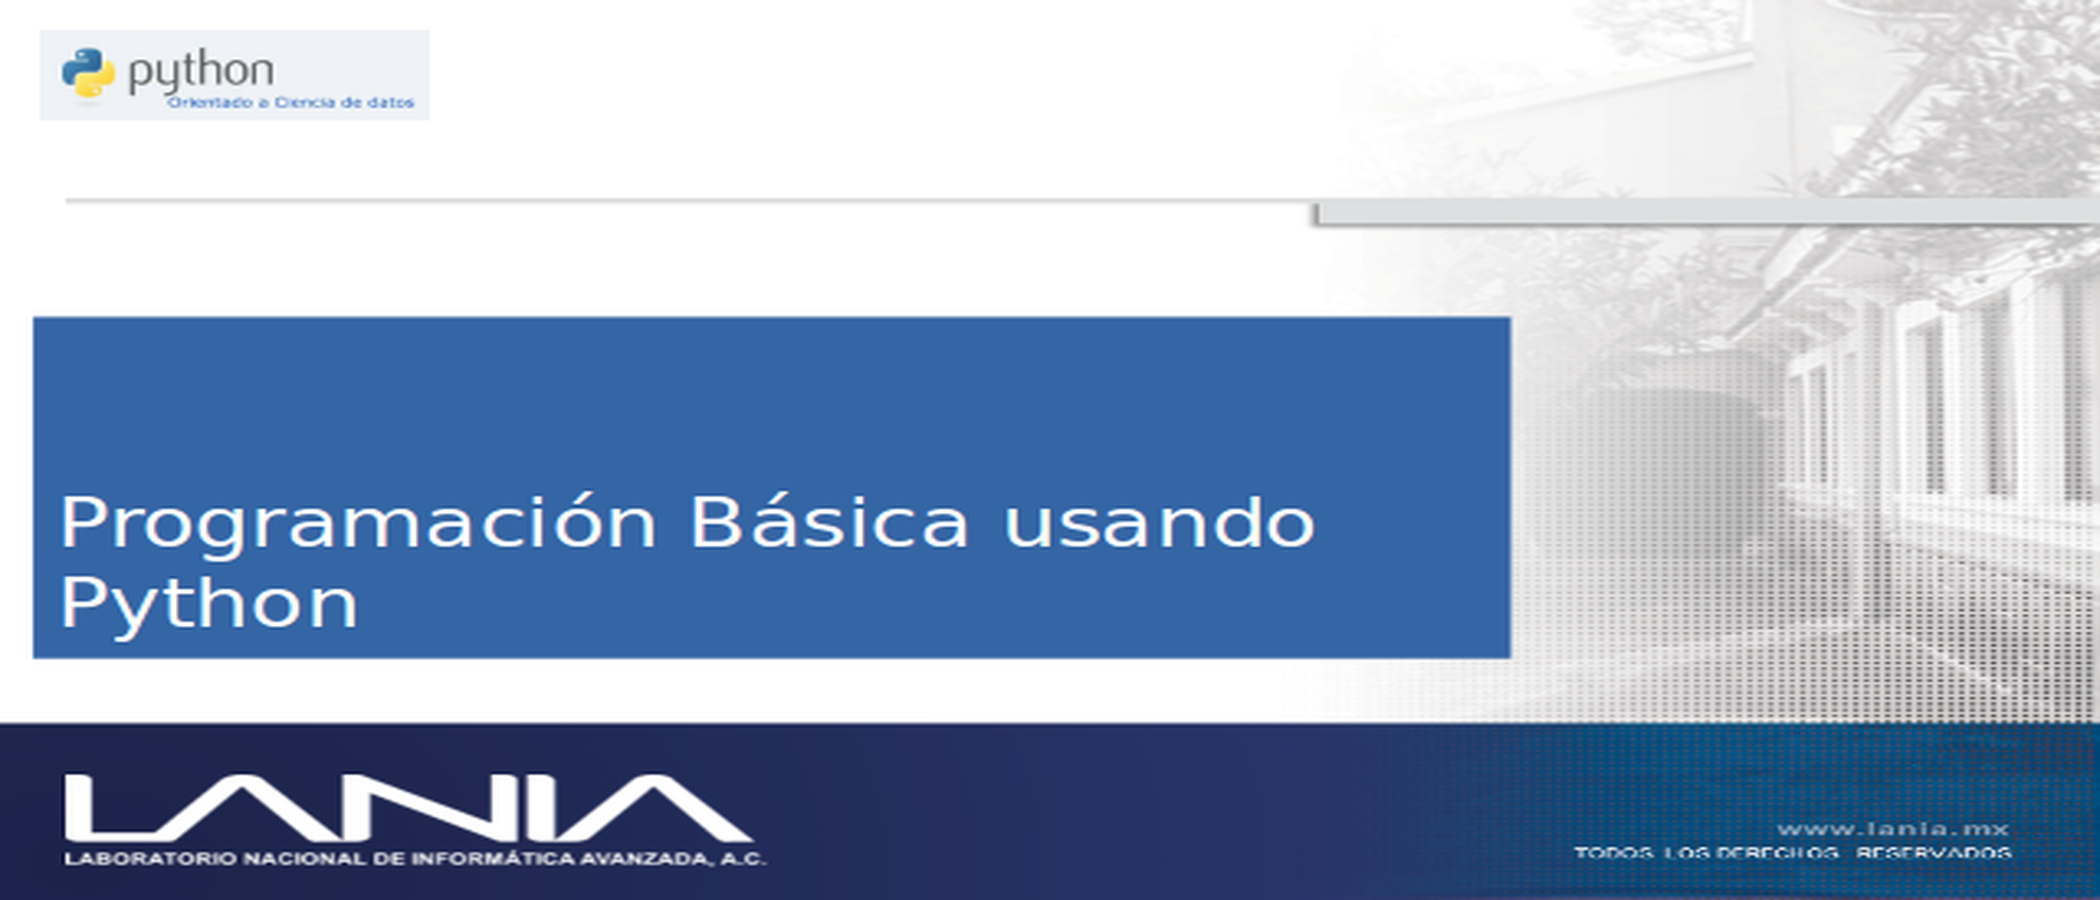 python
Orientado a Ciencia de datos
Programación Básica usando
Python
LANIA
LABORATORIO NACIONAL DE INFORMÁTICA AVANZADA, A.C.
www.lania.mx
TODOS LOS DERECHOS RESERVADOS